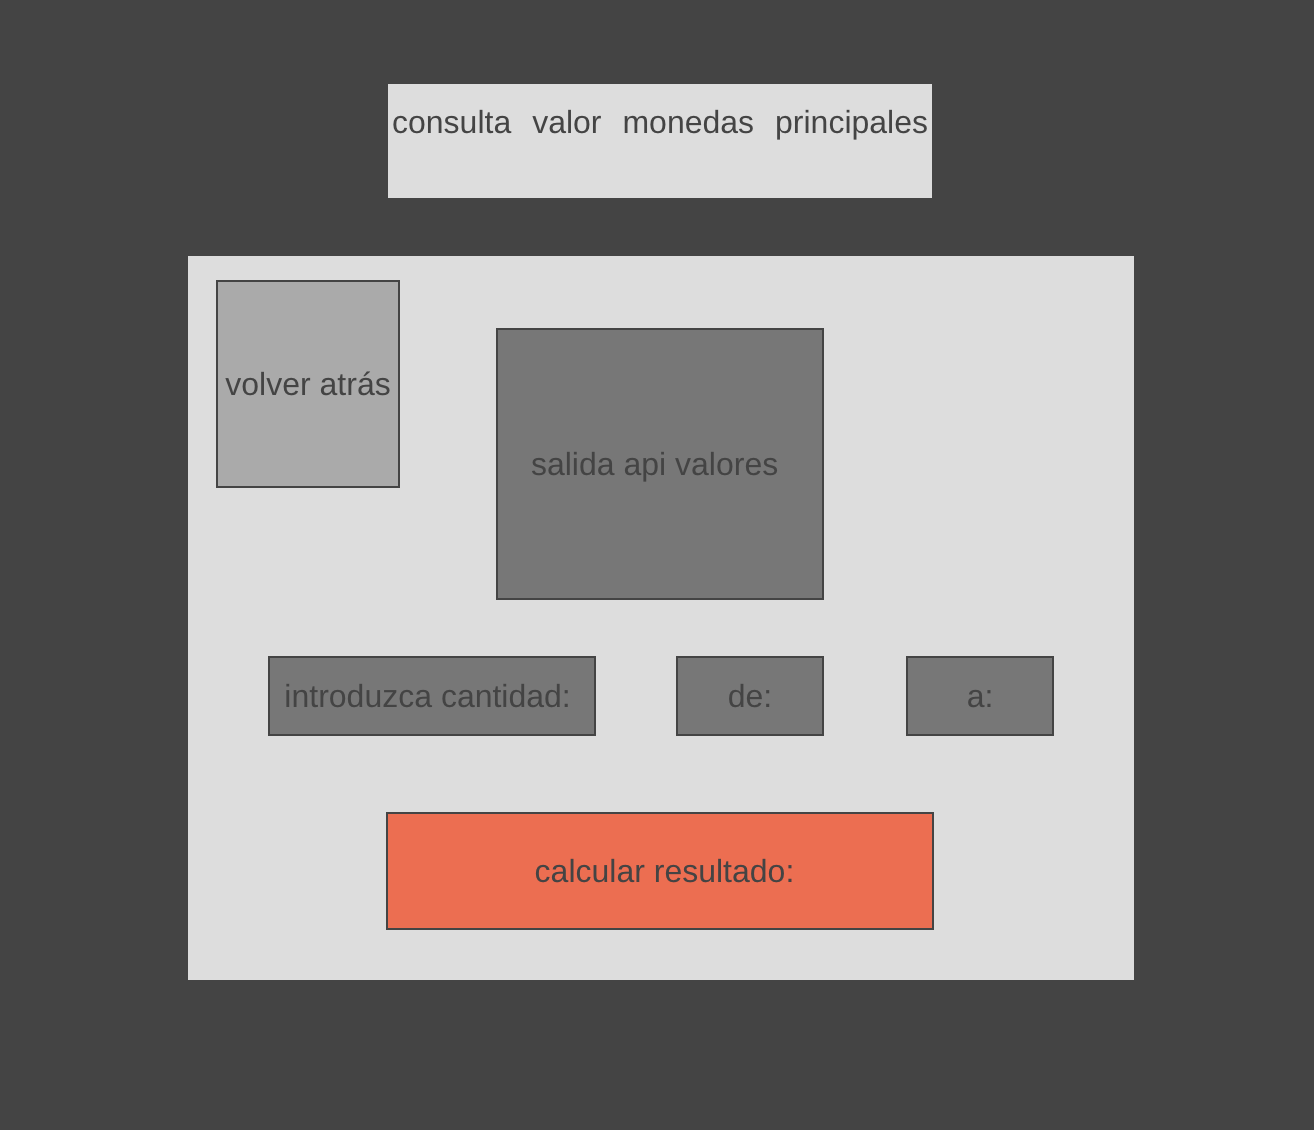 consulta valor monedas principales
volver atrás
salida api valores
introduzca cantidad:
de:
a:
calcular resultado: